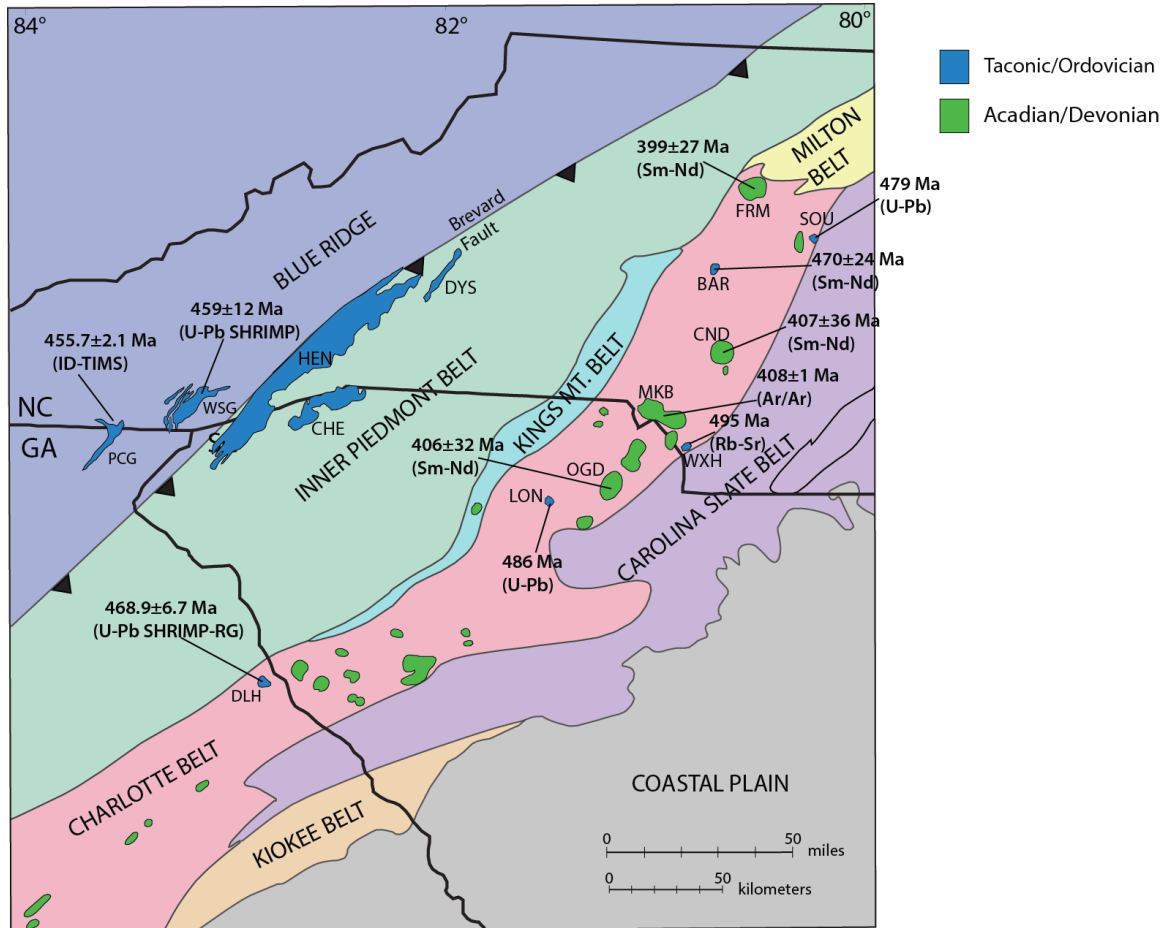 84°
82°
80°
Taconic/Ordovician
Acadian/Devonian
MILTON
BELT
399±27 Ma
(Sm-Nd)
FRM
479 Ma
(U-Pb)
SOU
Brevard
Fault
BLUE RIDGE
DYS
BAR
470±24 Ma
(Sm-Nd)
459±12 Ma
(U-Pb SHRIMP)
455.7±2.1 Ma
(ID-TIMS)
HEN
CND
407±36 Ma
(Sm-Nd)
INNER PIEDMONT BELT
KINGS MT. BELT
408±1 Ma
(Ar/Ar)
MKB
WSG
NC
GA
CHE
S
PCG
495 Ma
(Rb-Sr)
WXH
406±32 Ma
(Sm-Nd)
OGD
LON
CAROLINA SLATE BELT
486 Ma
(U-Pb)
468.9±6.7 Ma
(U-Pb SHRIMP-RG)
DLH
CHARLOTTE BELT
KIOKEE BELT
COASTAL PLAIN
0
50
miles
0
50
kilometers